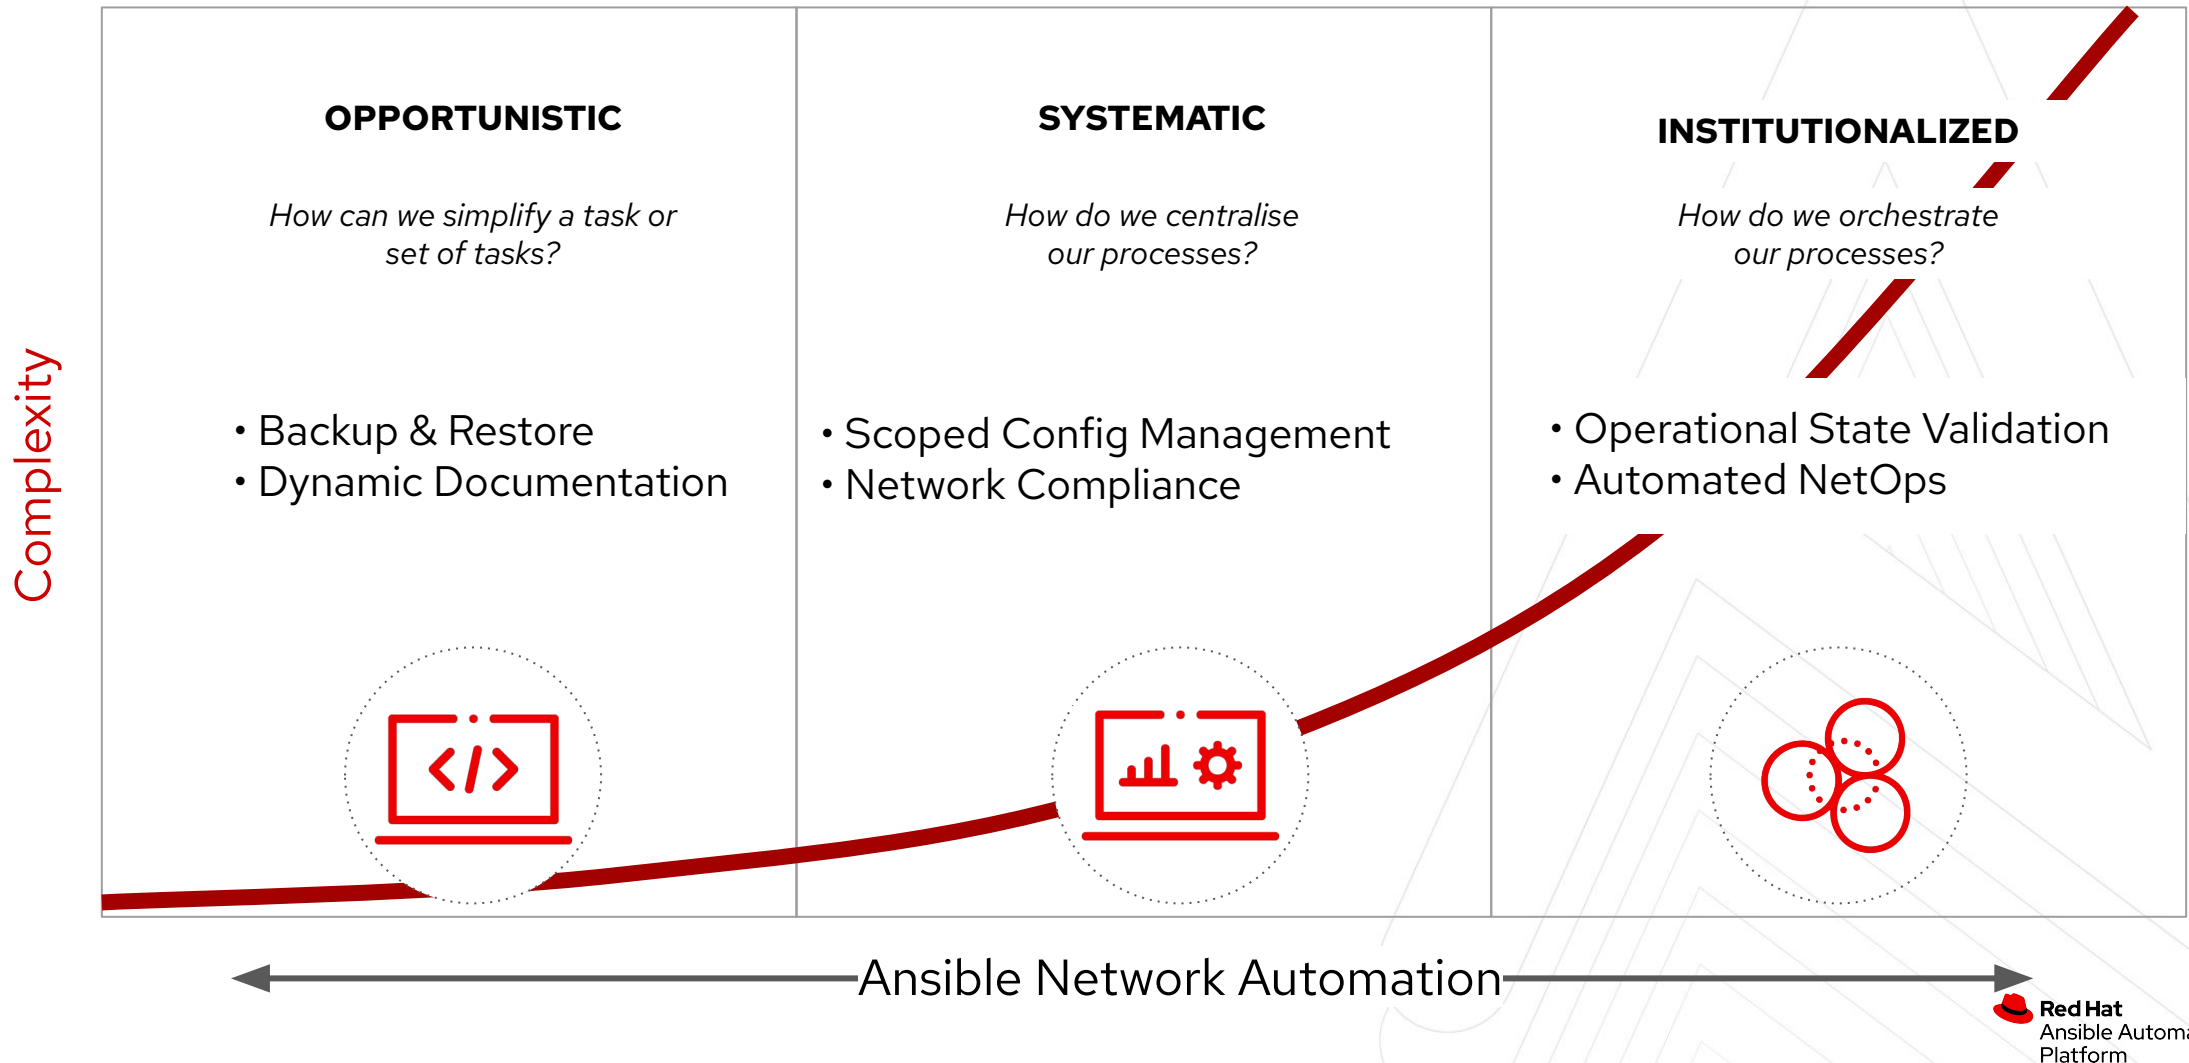 OPPORTUNISTIC
How can we simplify a task or
set of tasks?
• Backup & Restore
• Dynamic Documentation
SYSTEMATIC
How do we centralise
our processes?
• Scoped Config Management
• Network Compliance
INSTITUTIONALIZED
How do we orchestrate
our processes?
• Operational State Validation
• Automated NetOps
Complexity
</>
Ansible Network Automation
Red Hat
Ansible Automa
Platform